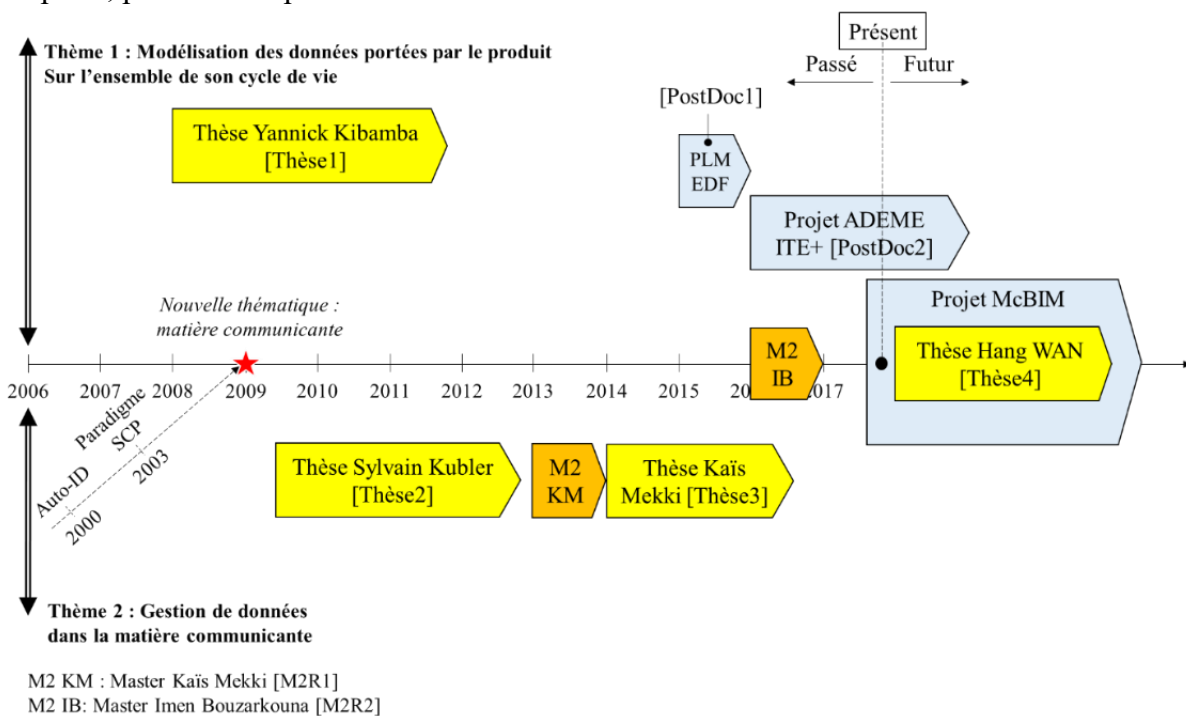 Présent
Thème 1 : Modélisation des données portées par le produit
Sur l'ensemble de son cycle de vie
Passé
Futur
[PostDoc1]
Thèse Yannick Kibamba
[Thèse1]
PLM
EDF
Projet ADEME
ITE+ [PostDoc2]
Nouvelle thématique :
matière communicante
Projet McBIM
M2
IB
Thèse Hang WAN
[Thèse4]
2006 2007 2008 2009 2010 2011 2012 2013 2014 2015 2016 2017
Paradigme
SCP
2003
Auto-ID
2000
Thèse Sylvain Kubler
[Thèse2]
M2
KM
Thèse Kaïs
Mekki [Thèse3]
Thème 2 : Gestion de données
dans la matière communicante
M2 KM : Master Kaïs Mekki [M2R1]
M2 IB: Master Imen Bouzarkouna [M2R2]